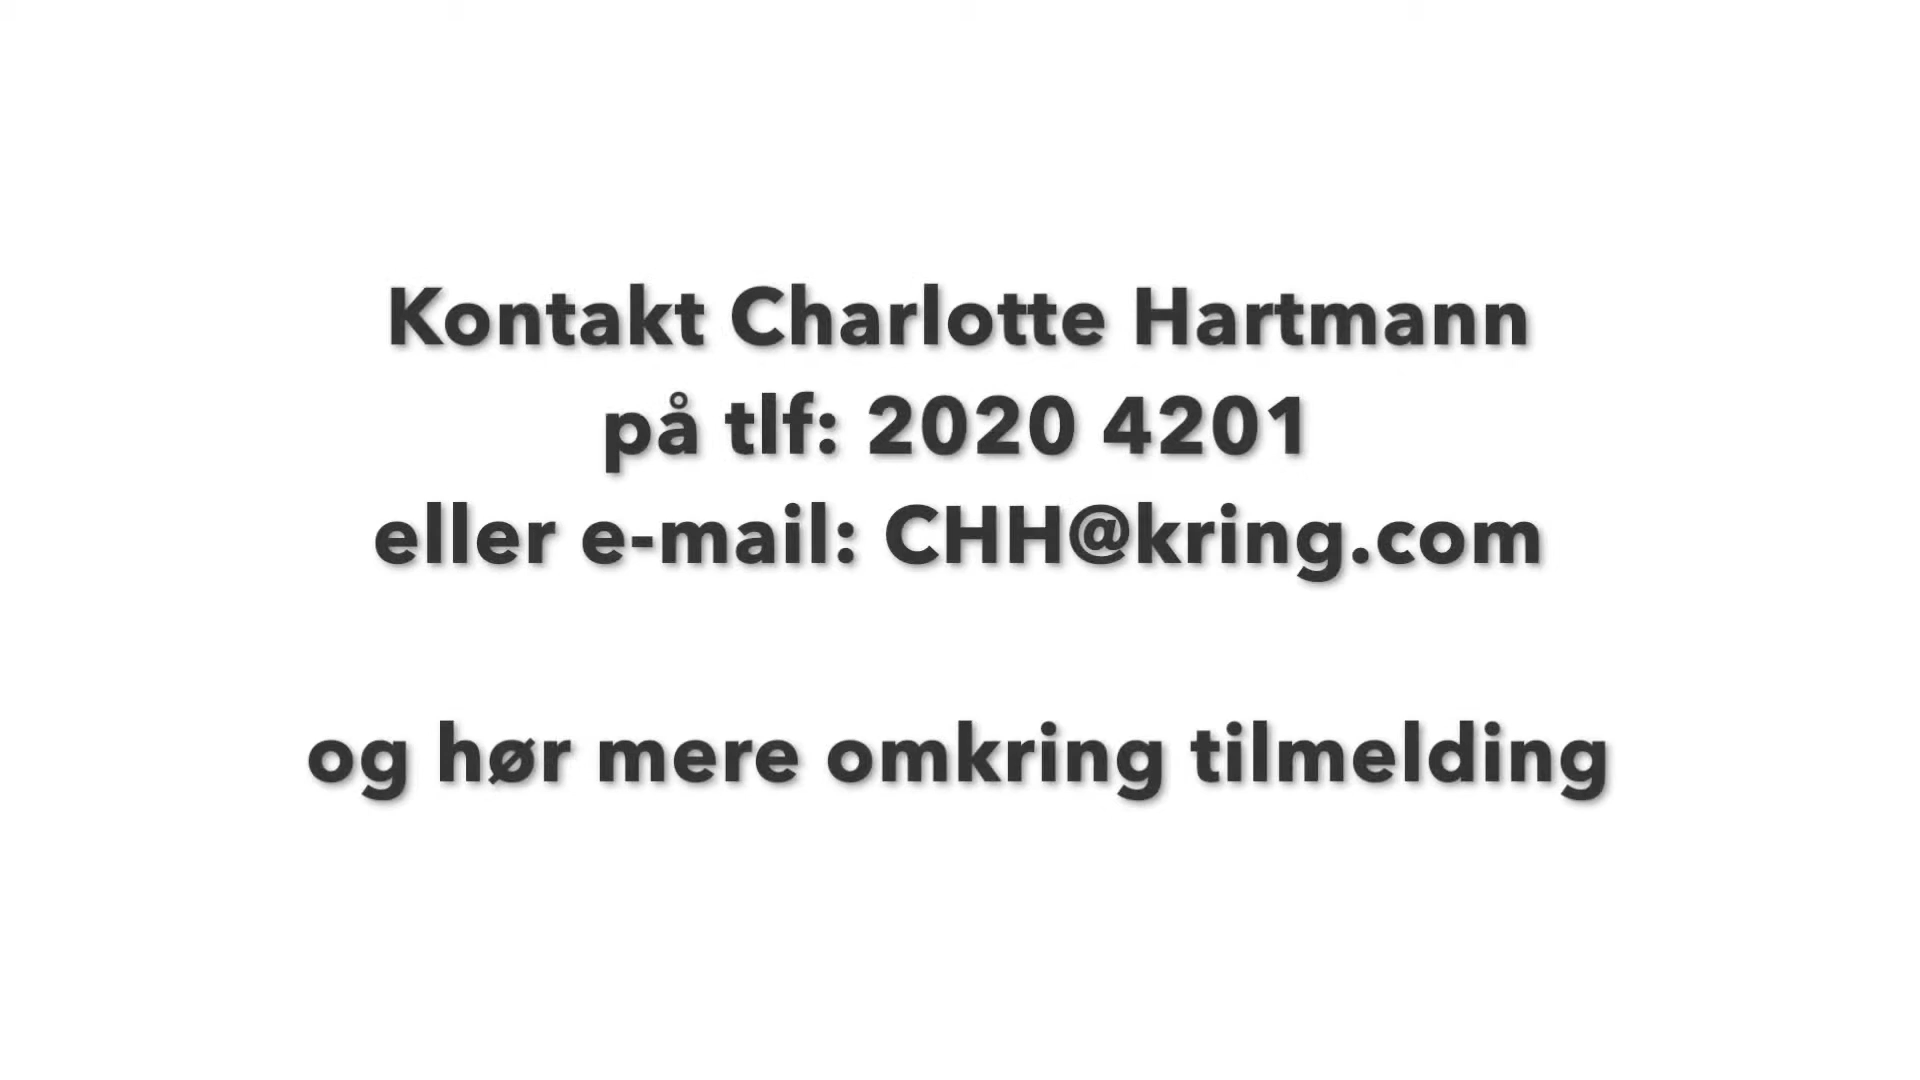 Kontakt Charlotte Hartmann
på tlf: 2020 4201
eller e-mail: CHH@kring.com
og hør mere omkring tilmelding